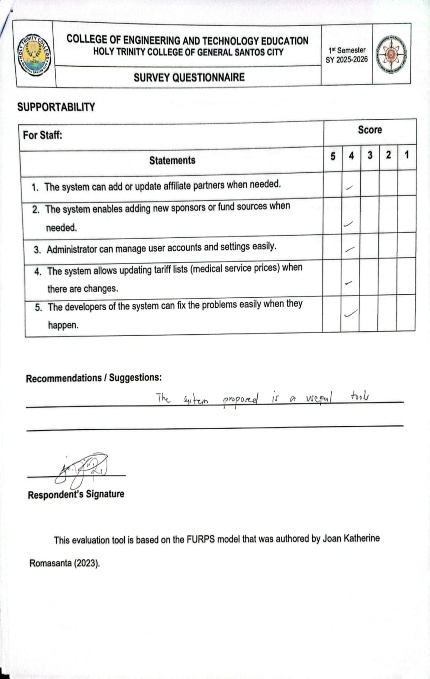 COLLEGE OF ENGINEERING AND TECHNOLOGY EDUCATION
HOLY TRINITY COLLEGE OF GENERAL SANTOS CITY
SURVEY QUESTIONNAIRE
1st Semester
SY 2025-2026
SUPPORTABILITY
For Staff:
Score
Statements
5 4 3 2 1
1. The system can add or update affiliate partners when needed. ✓
2. The system enables adding new sponsors or fund sources when
needed. ✓
3. Administrator can manage user accounts and settings easily. ✓
4. The system allows updating tariff lists (medical service prices) when
there are changes. ✓
5. The developers of the system can fix the problems easily when they
happen. ✓
Recommendations / Suggestions:
The system proposed is a useful tools
Respondent's Signature
This evaluation tool is based on the FURPS model that was authored by Joan Katherine
Romasanta (2023).